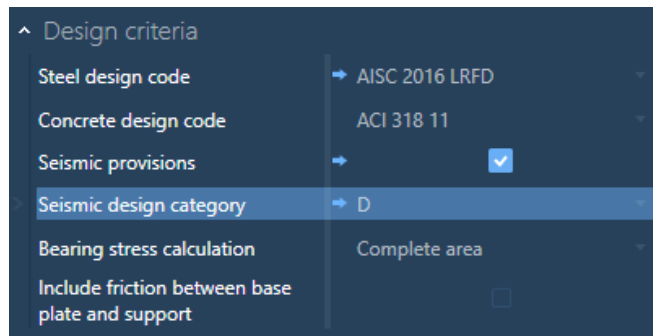 Design criteria
Steel design code AISC 2016 LRFD
Concrete design code ACI 318 11
Seismic provisions
Seismic design category D
Bearing stress calculation Complete area
Include friction between base
plate and support